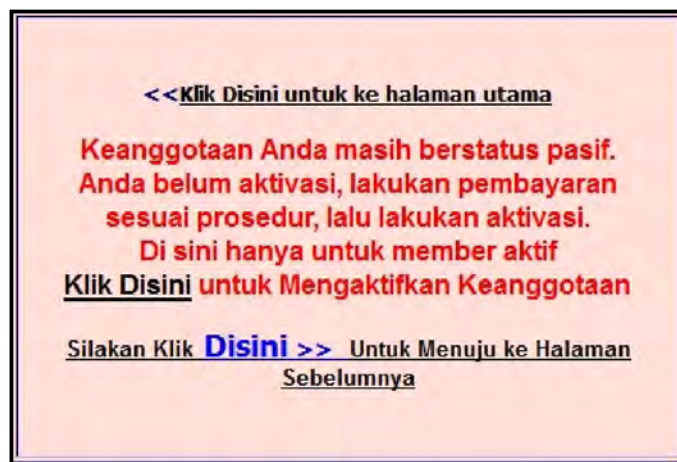 <<Klik Disini untuk ke halaman utama
Keanggotaan Anda masih berstatus pasif.
Anda belum aktivasi, lakukan pembayaran
sesuai prosedur, lalu lakukan aktivasi.
Di sini hanya untuk member aktif
Klik Disini untuk Mengaktifkan Keanggotaan
Silakan Klik Disini >> Untuk Menuju ke Halaman
Sebelumnya